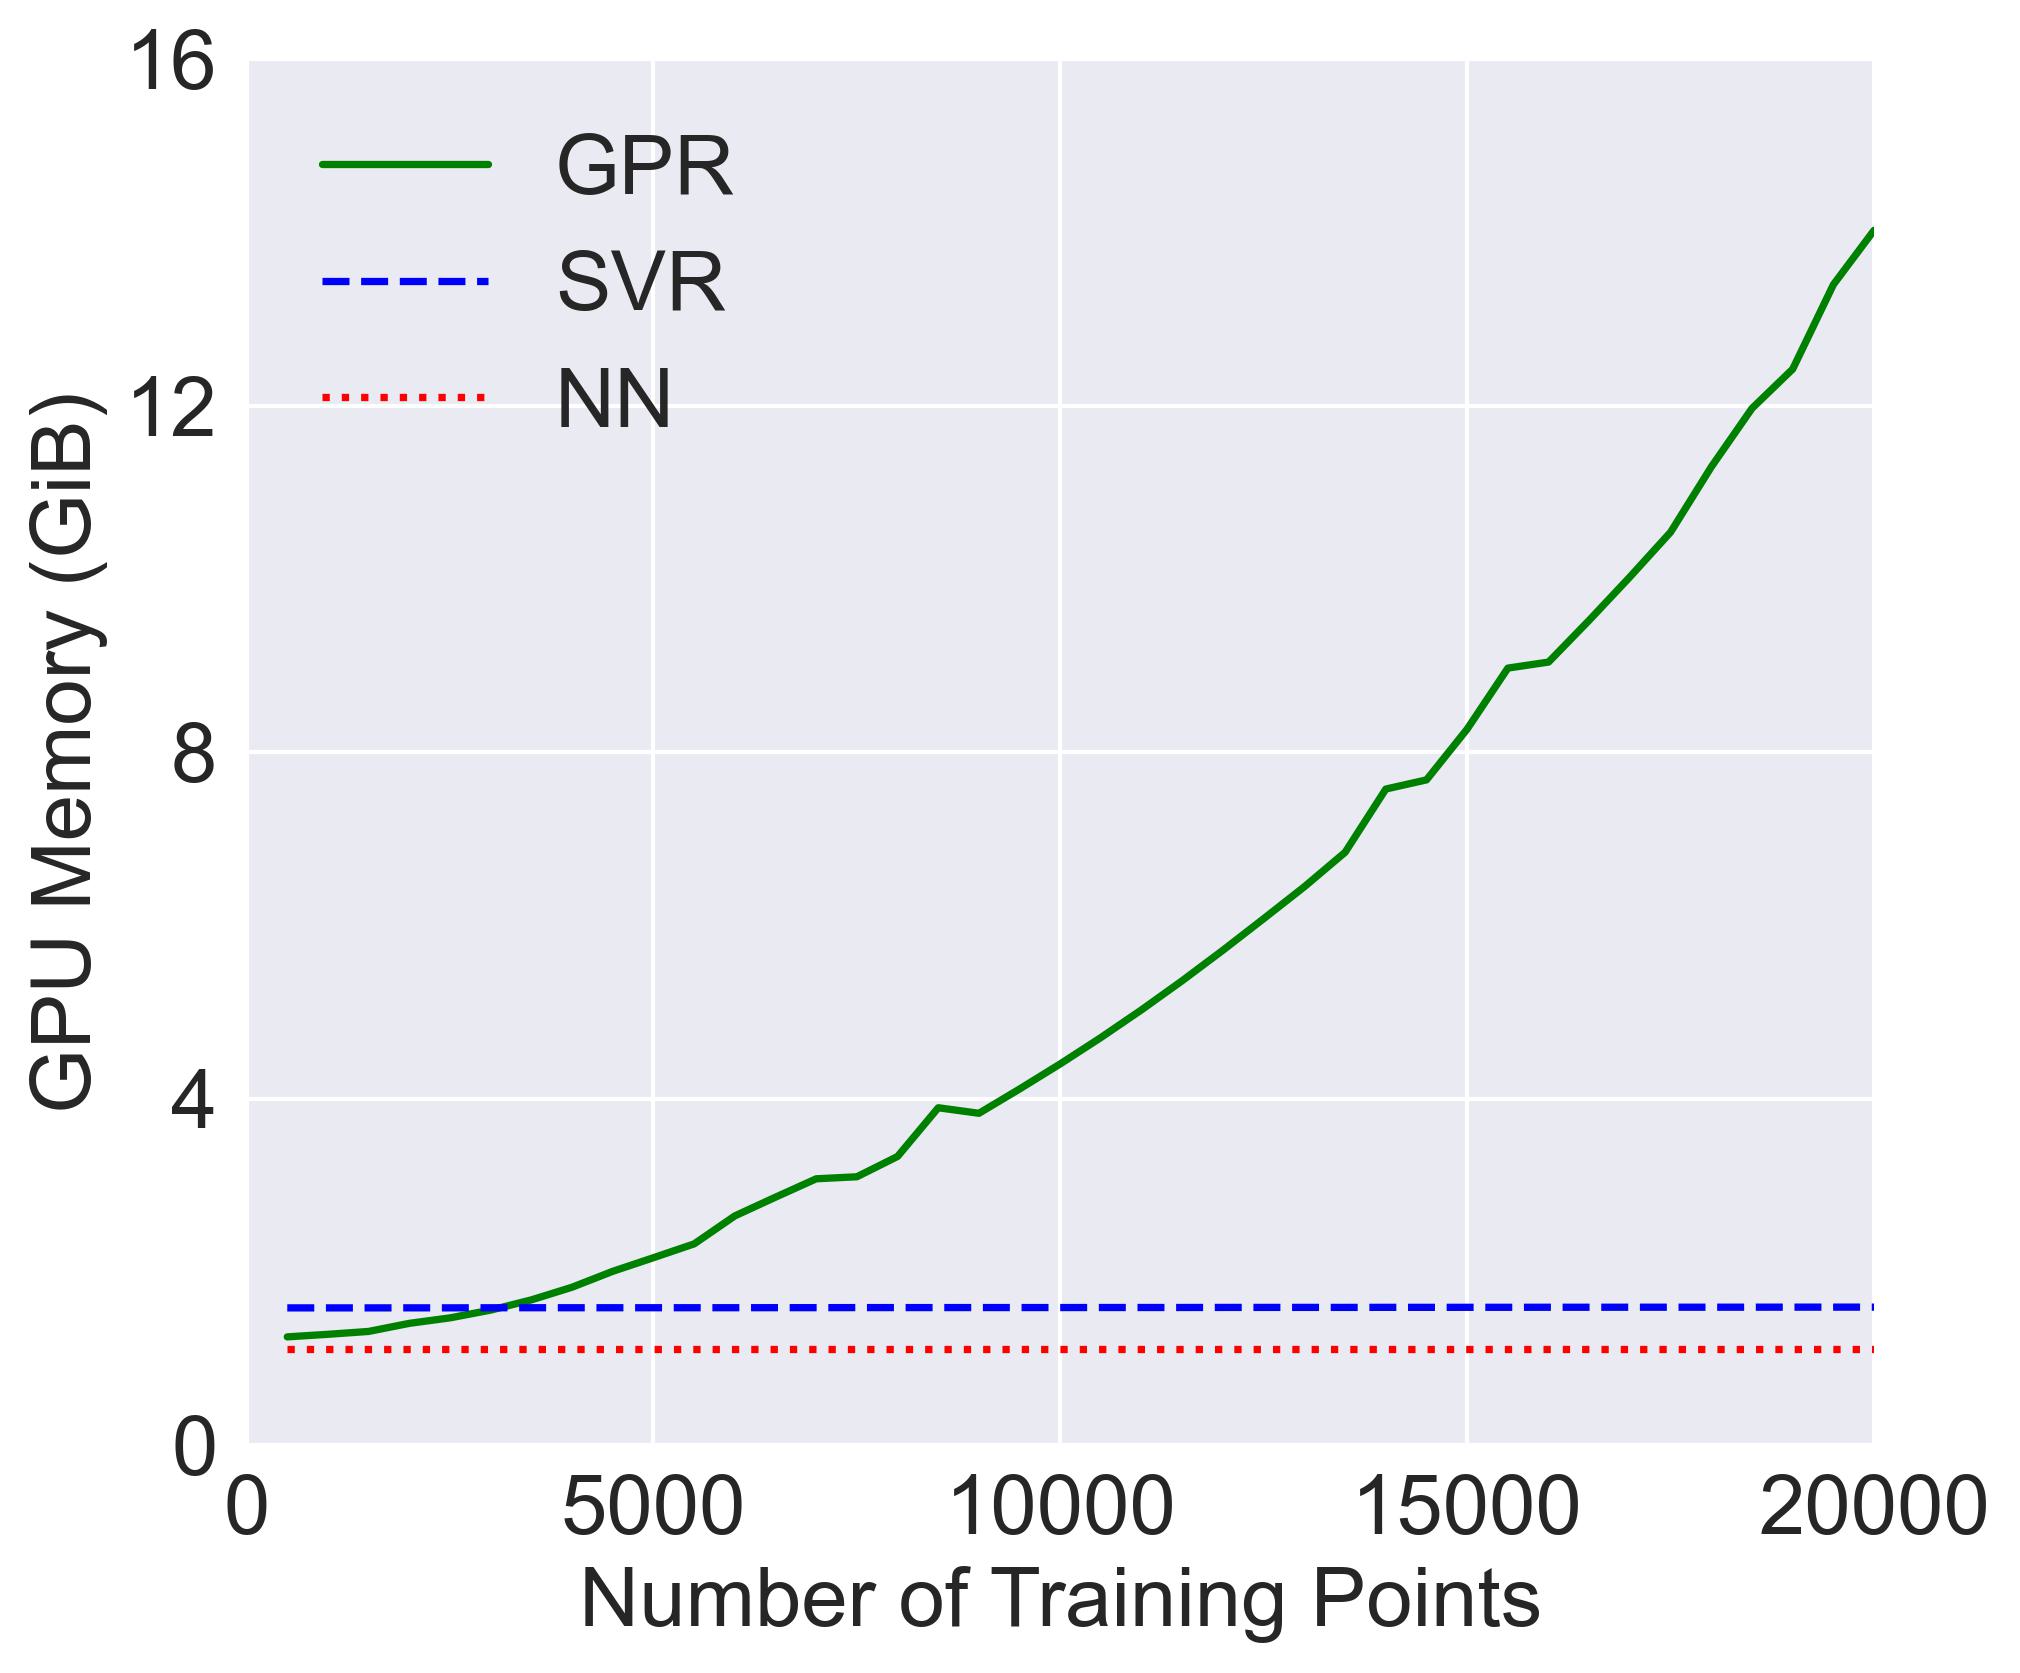 16
12
8
4
0
GPU Memory (GiB)
GPR
SVR
NN
0 5000 10000 15000 20000
Number of Training Points